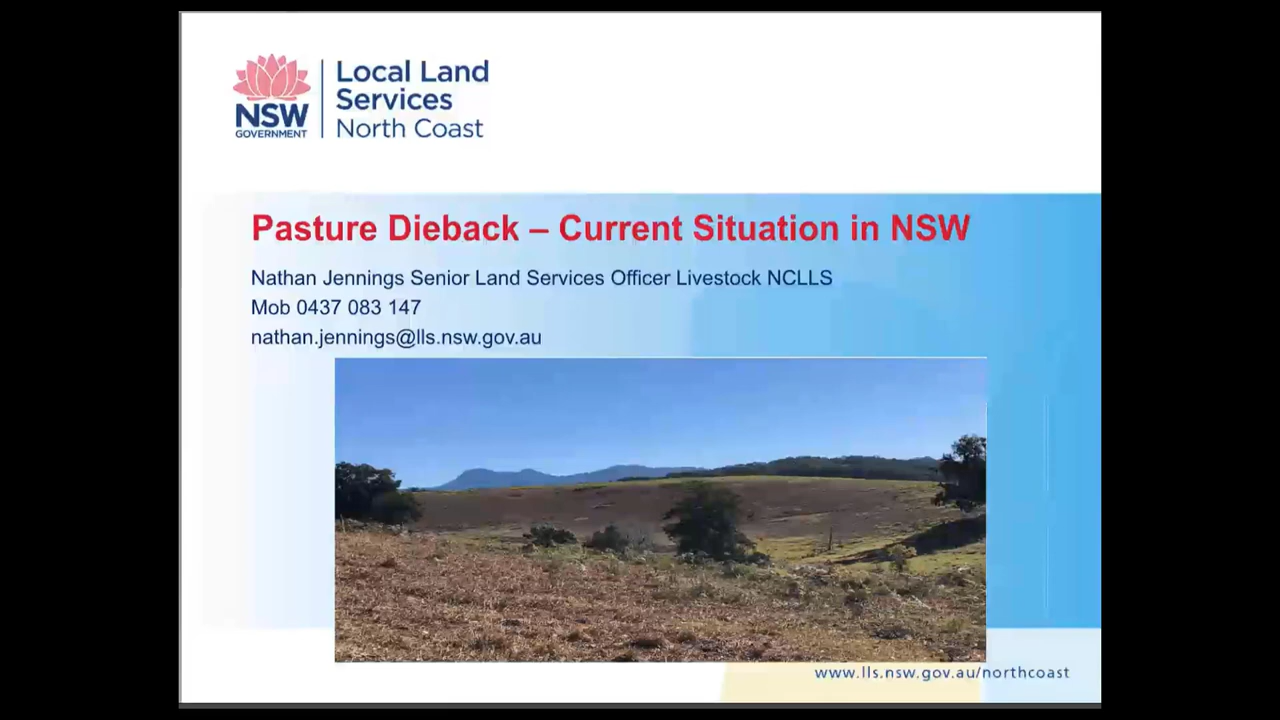 NSW
GOVERNMENT
Local Land
Services
North Coast
Pasture Dieback – Current Situation in NSW
Nathan Jennings Senior Land Services Officer Livestock NCLLS
Mob 0437 083 147
nathan.jennings@lls.nsw.gov.au
www.lls.nsw.gov.au/northcoast